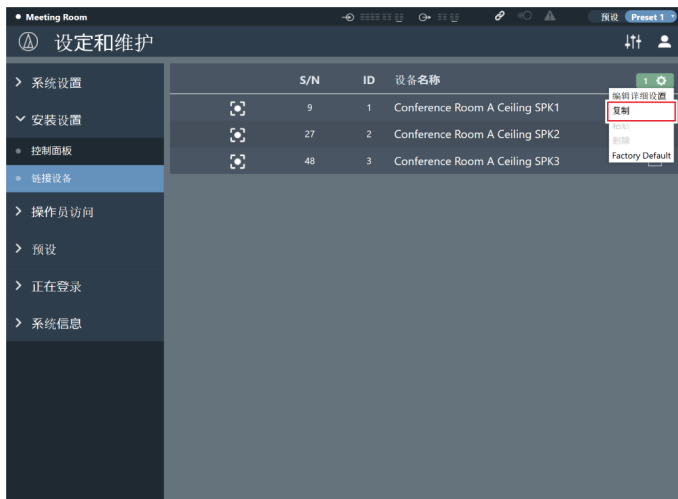 Meeting Room
预设 Preset 1
设定和维护
系统设置
安装设置
控制面板
链接设备
操作员访问
预设
正在登录
系统信息
S/N ID 设备名称 1
9 1 Conference Room A Ceiling SPK1
27 2 Conference Room A Ceiling SPK2
48 3 Conference Room A Ceiling SPK3
编辑详细设置
复制
粘贴
删除
Factory Default